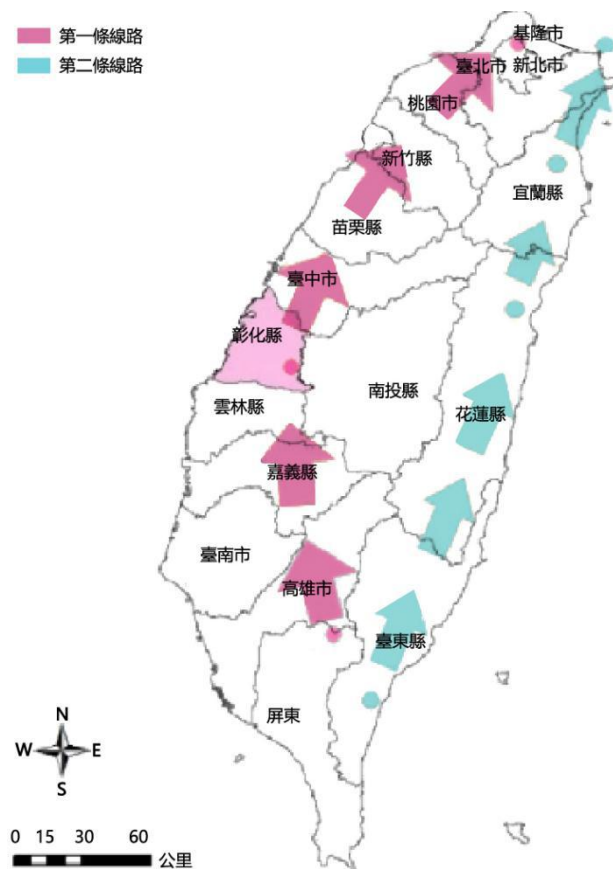 第一條線路
第二條線路
基隆市
臺北市
新北市
桃園市
新竹縣
宜蘭縣
苗栗縣
臺中市
彰化縣
南投縣
雲林縣
花蓮縣
嘉義縣
臺南市
高雄市
臺東縣
屏東
N
W E
S
0 15 30 60
公里